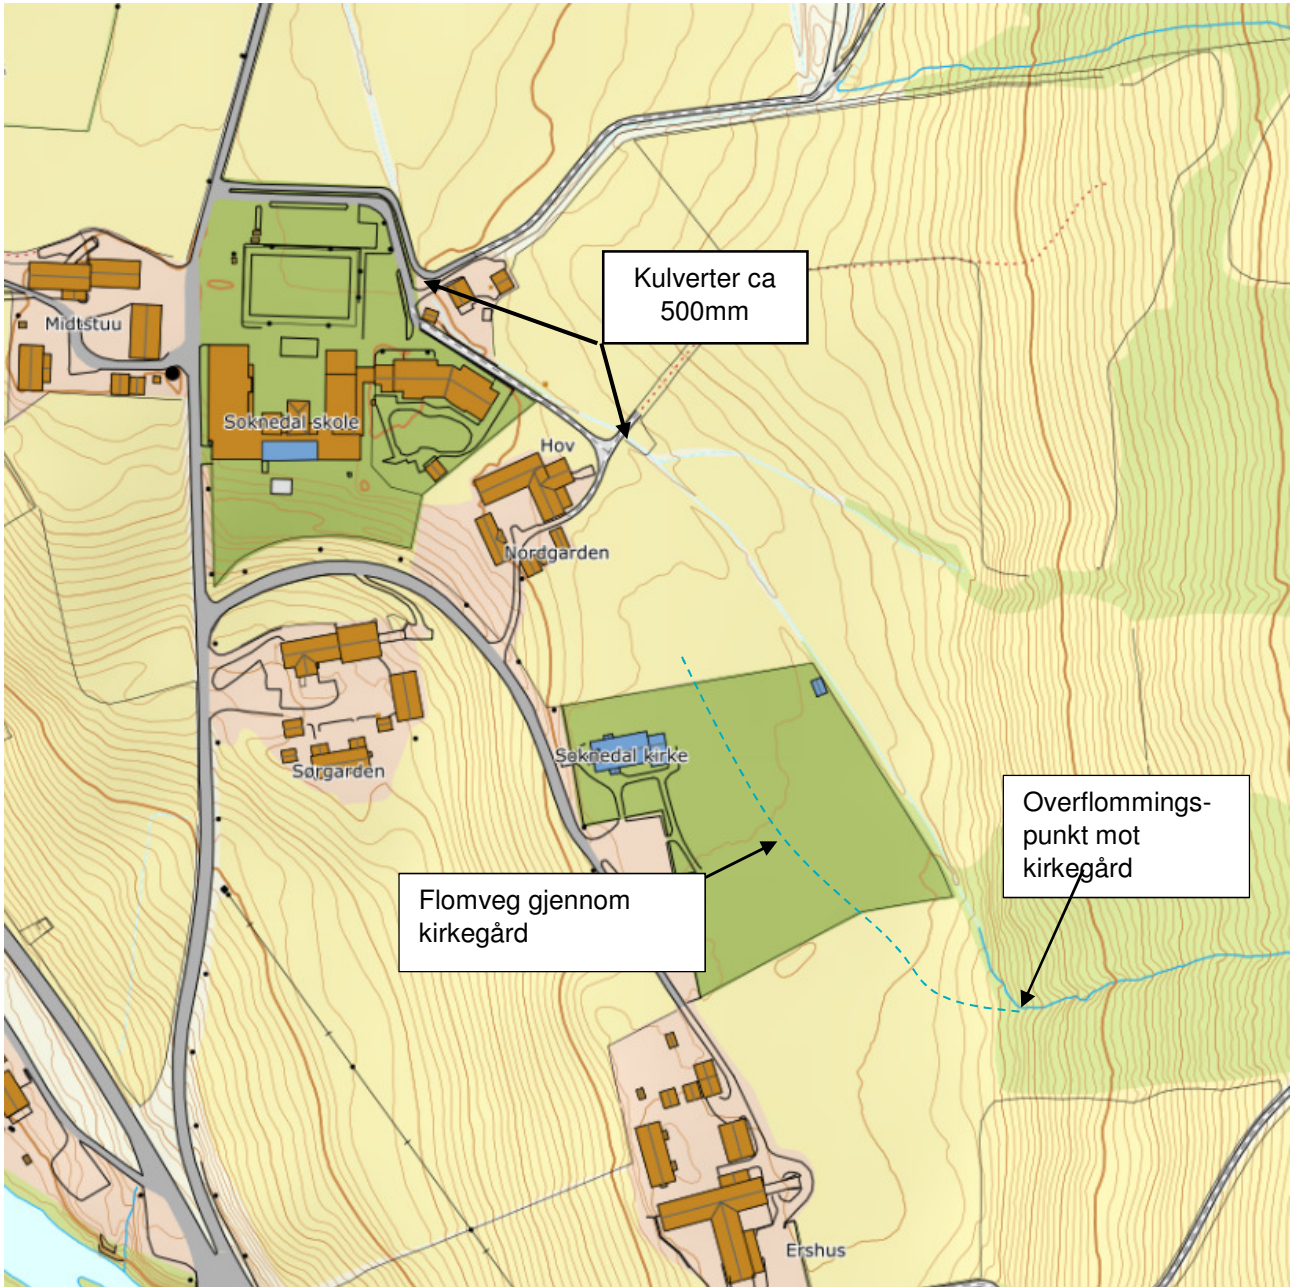 Kulverter ca
500mm
Midtstuu
Soknedal skole
Hov
Nordgarden
Soknedal kirke
Sørgarden
Overflommings-
punkt mot
kirkegård
Flomveg gjennom
kirkegård
Ershus